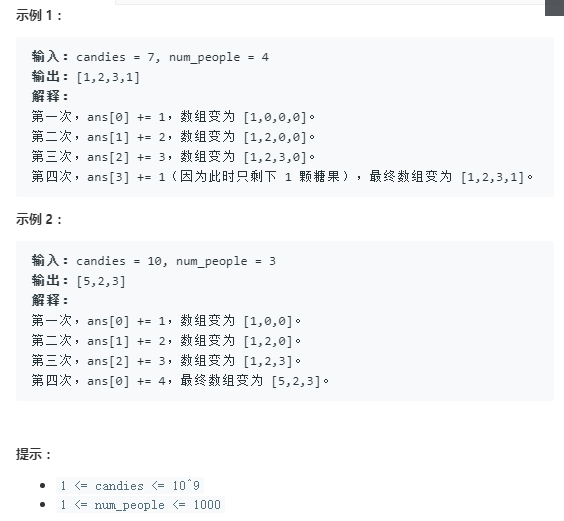 示例 1：
输入：candies = 7, num_people = 4
输出：[1,2,3,1]
解释：
第一次，ans[0] += 1，数组变为 [1,0,0,0]。
第二次，ans[1] += 2，数组变为 [1,2,0,0]。
第三次，ans[2] += 3，数组变为 [1,2,3,0]。
第四次，ans[3] += 1（因为此时只剩下 1 颗糖果），最终数组变为 [1,2,3,1]。
示例 2：
输入：candies = 10, num_people = 3
输出：[5,2,3]
解释：
第一次，ans[0] += 1，数组变为 [1,0,0]。
第二次，ans[1] += 2，数组变为 [1,2,0]。
第三次，ans[2] += 3，数组变为 [1,2,3]。
第四次，ans[0] += 4，最终数组变为 [5,2,3]。
提示：
• 1 <= candies <= 10^9
• 1 <= num_people <= 1000